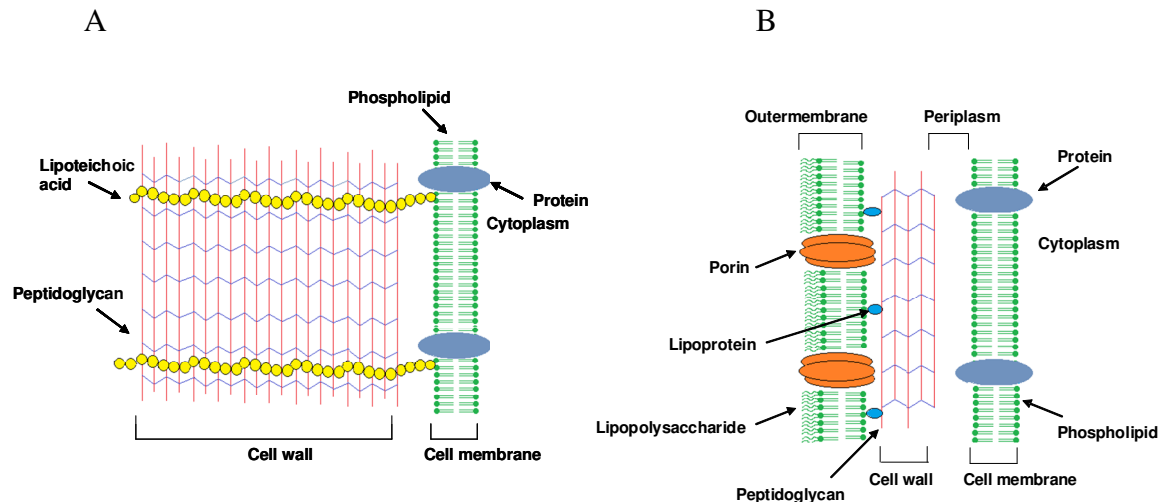 A
Phospholipid
Lipoteichoic
acid
Protein
Cytoplasm
Peptidoglycan
Cell wall
Cell membrane
B
Outermembrane
Periplasm
Protein
Cytoplasm
Porin
Lipoprotein
Lipopolysaccharide
Phospholipid
Cell wall
Cell membrane
Peptidoglycan